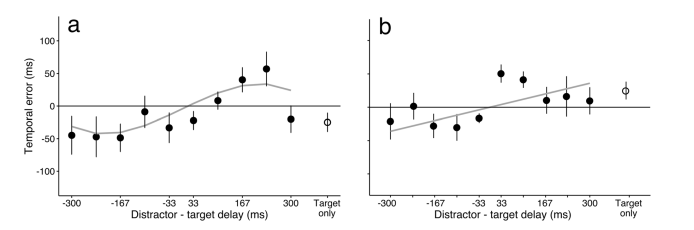 a
Temporal error (ms)
100
50
0
-50
-100
-300
-167
-33
33
167
300
Target
only
Distractor - target delay (ms)
b
-300
-167
-33
33
167
300
Target
only
Distractor - target delay (ms)